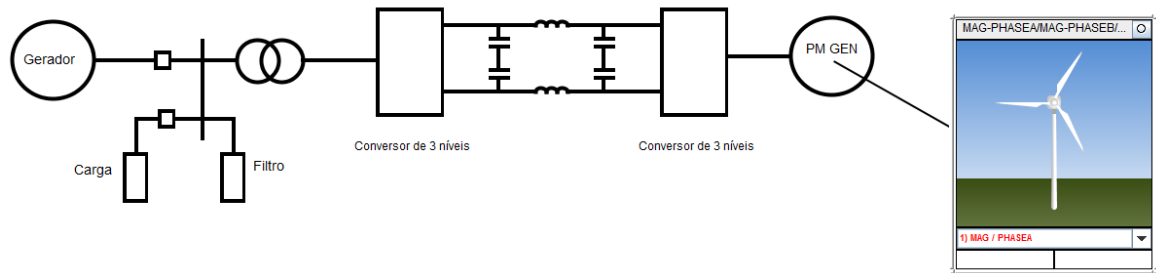 Gerador
PM GEN
MAG-PHASEA/MAG-PHASEB/...
Conversor de 3 níveis
Conversor de 3 níveis
Carga
Filtro
1) MAG / PHASEA